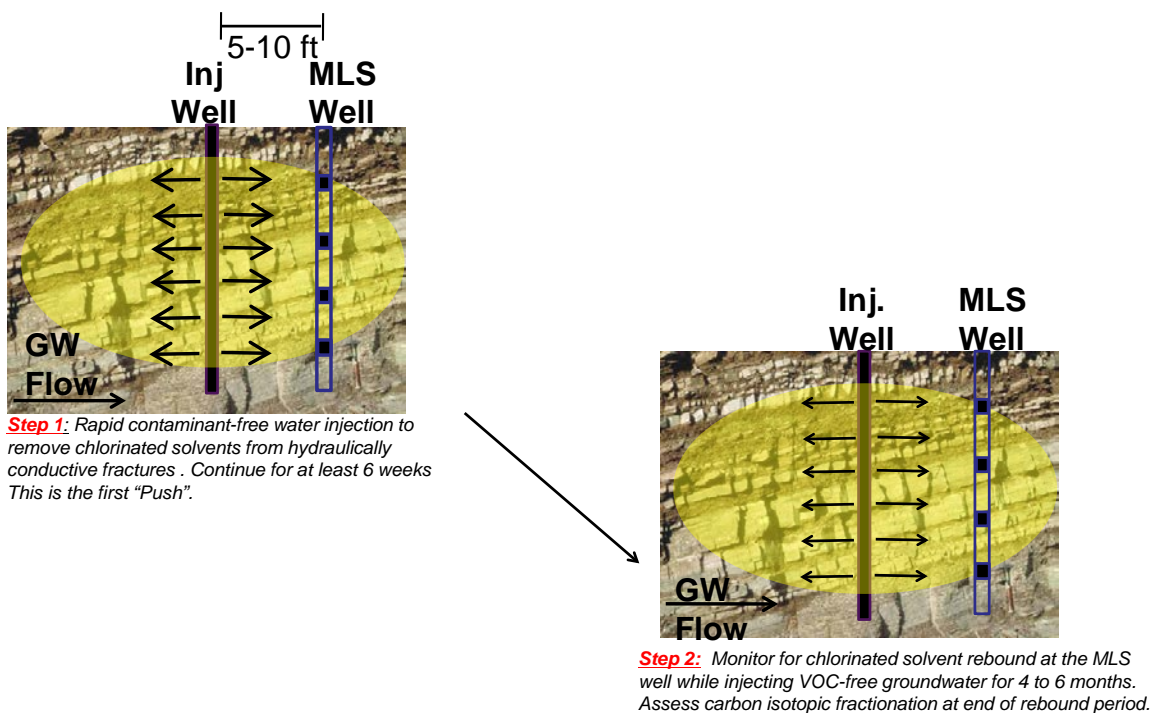 5-10 ft
Inj
Well
MLS
Well
GW
Flow
Step 1: Rapid contaminant-free water injection to
remove chlorinated solvents from hydraulically
conductive fractures . Continue for at least 6 weeks
This is the first “Push”.
Inj.
Well
MLS
Well
GW
Flow
Step 2: Monitor for chlorinated solvent rebound at the MLS
well while injecting VOC-free groundwater for 4 to 6 months.
Assess carbon isotopic fractionation at end of rebound period.